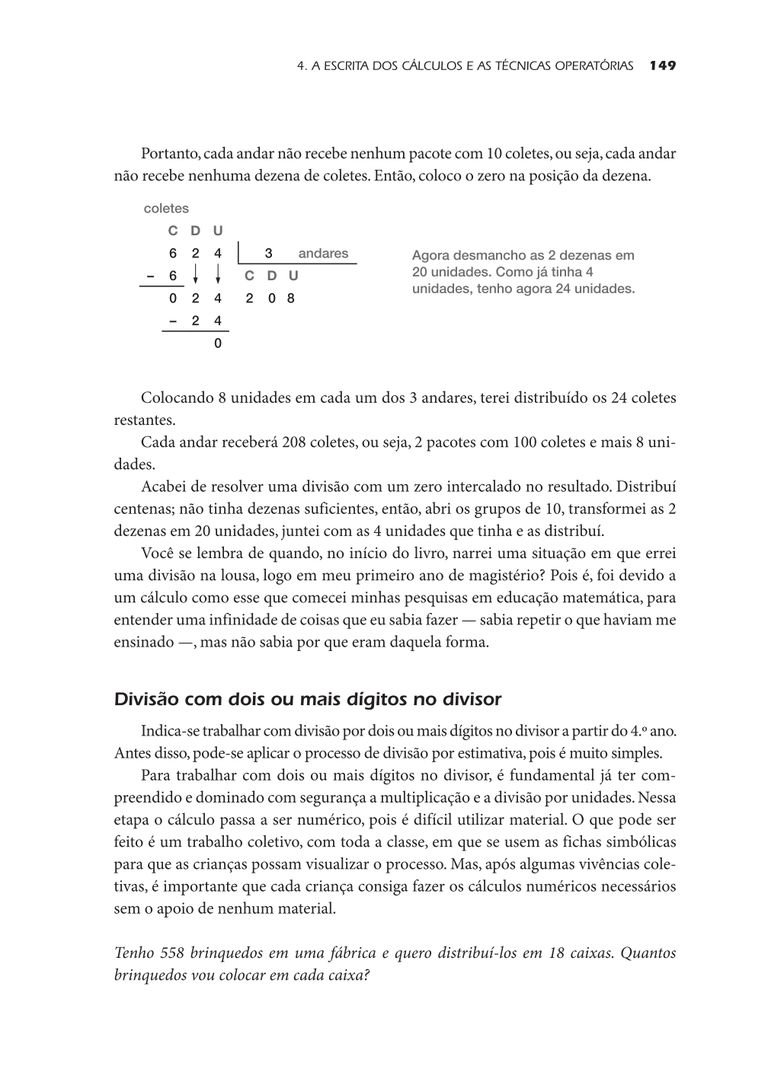 4. A ESCRITA DOS CÁLCULOS E AS TÉCNICAS OPERATÓRIAS 149
Portanto, cada andar não recebe nenhum pacote com 10 coletes, ou seja, cada andar
não recebe nenhuma dezena de coletes. Então, coloco o zero na posição da dezena.
coletes
C D U
6 2 4 3 andares
– 6 ↓ ↓ C D U
0 2 4 2 0 8
– 2 4
0
Agora desmancho as 2 dezenas em
20 unidades. Como já tinha 4
unidades, tenho agora 24 unidades.
Colocando 8 unidades em cada um dos 3 andares, terei distribuído os 24 coletes
restantes.
Cada andar receberá 208 coletes, ou seja, 2 pacotes com 100 coletes e mais 8 uni-
dades.
Acabei de resolver uma divisão com um zero intercalado no resultado. Distribuí
centenas; não tinha dezenas suficientes, então, abri os grupos de 10, transformei as 2
dezenas em 20 unidades, juntei com as 4 unidades que tinha e as distribuí.
Você se lembra de quando, no início do livro, narrei uma situação em que errei
uma divisão na lousa, logo em meu primeiro ano de magistério? Pois é, foi devido a
um cálculo como esse que comecei minhas pesquisas em educação matemática, para
entender uma infinidade de coisas que eu sabia fazer — sabia repetir o que haviam me
ensinado —, mas não sabia por que eram daquela forma.
Divisão com dois ou mais dígitos no divisor
Indica-se trabalhar com divisão por dois ou mais dígitos no divisor a partir do 4.º ano.
Antes disso, pode-se aplicar o processo de divisão por estimativa, pois é muito simples.
Para trabalhar com dois ou mais dígitos no divisor, é fundamental já ter com-
preendido e dominado com segurança a multiplicação e a divisão por unidades. Nessa
etapa o cálculo passa a ser numérico, pois é difícil utilizar material. O que pode ser
feito é um trabalho coletivo, com toda a classe, em que se usem as fichas simbólicas
para que as crianças possam visualizar o processo. Mas, após algumas vivências cole-
tivas, é importante que cada criança consiga fazer os cálculos numéricos necessários
sem o apoio de nenhum material.
Tenho 558 brinquedos em uma fábrica e quero distribuí-los em 18 caixas. Quantos
brinquedos vou colocar em cada caixa?